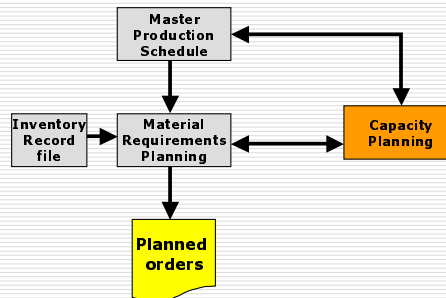 Master
Production
Schedule
Inventory
Record
file
Material
Requirements
Planning
Capacity
Planning
Planned
orders